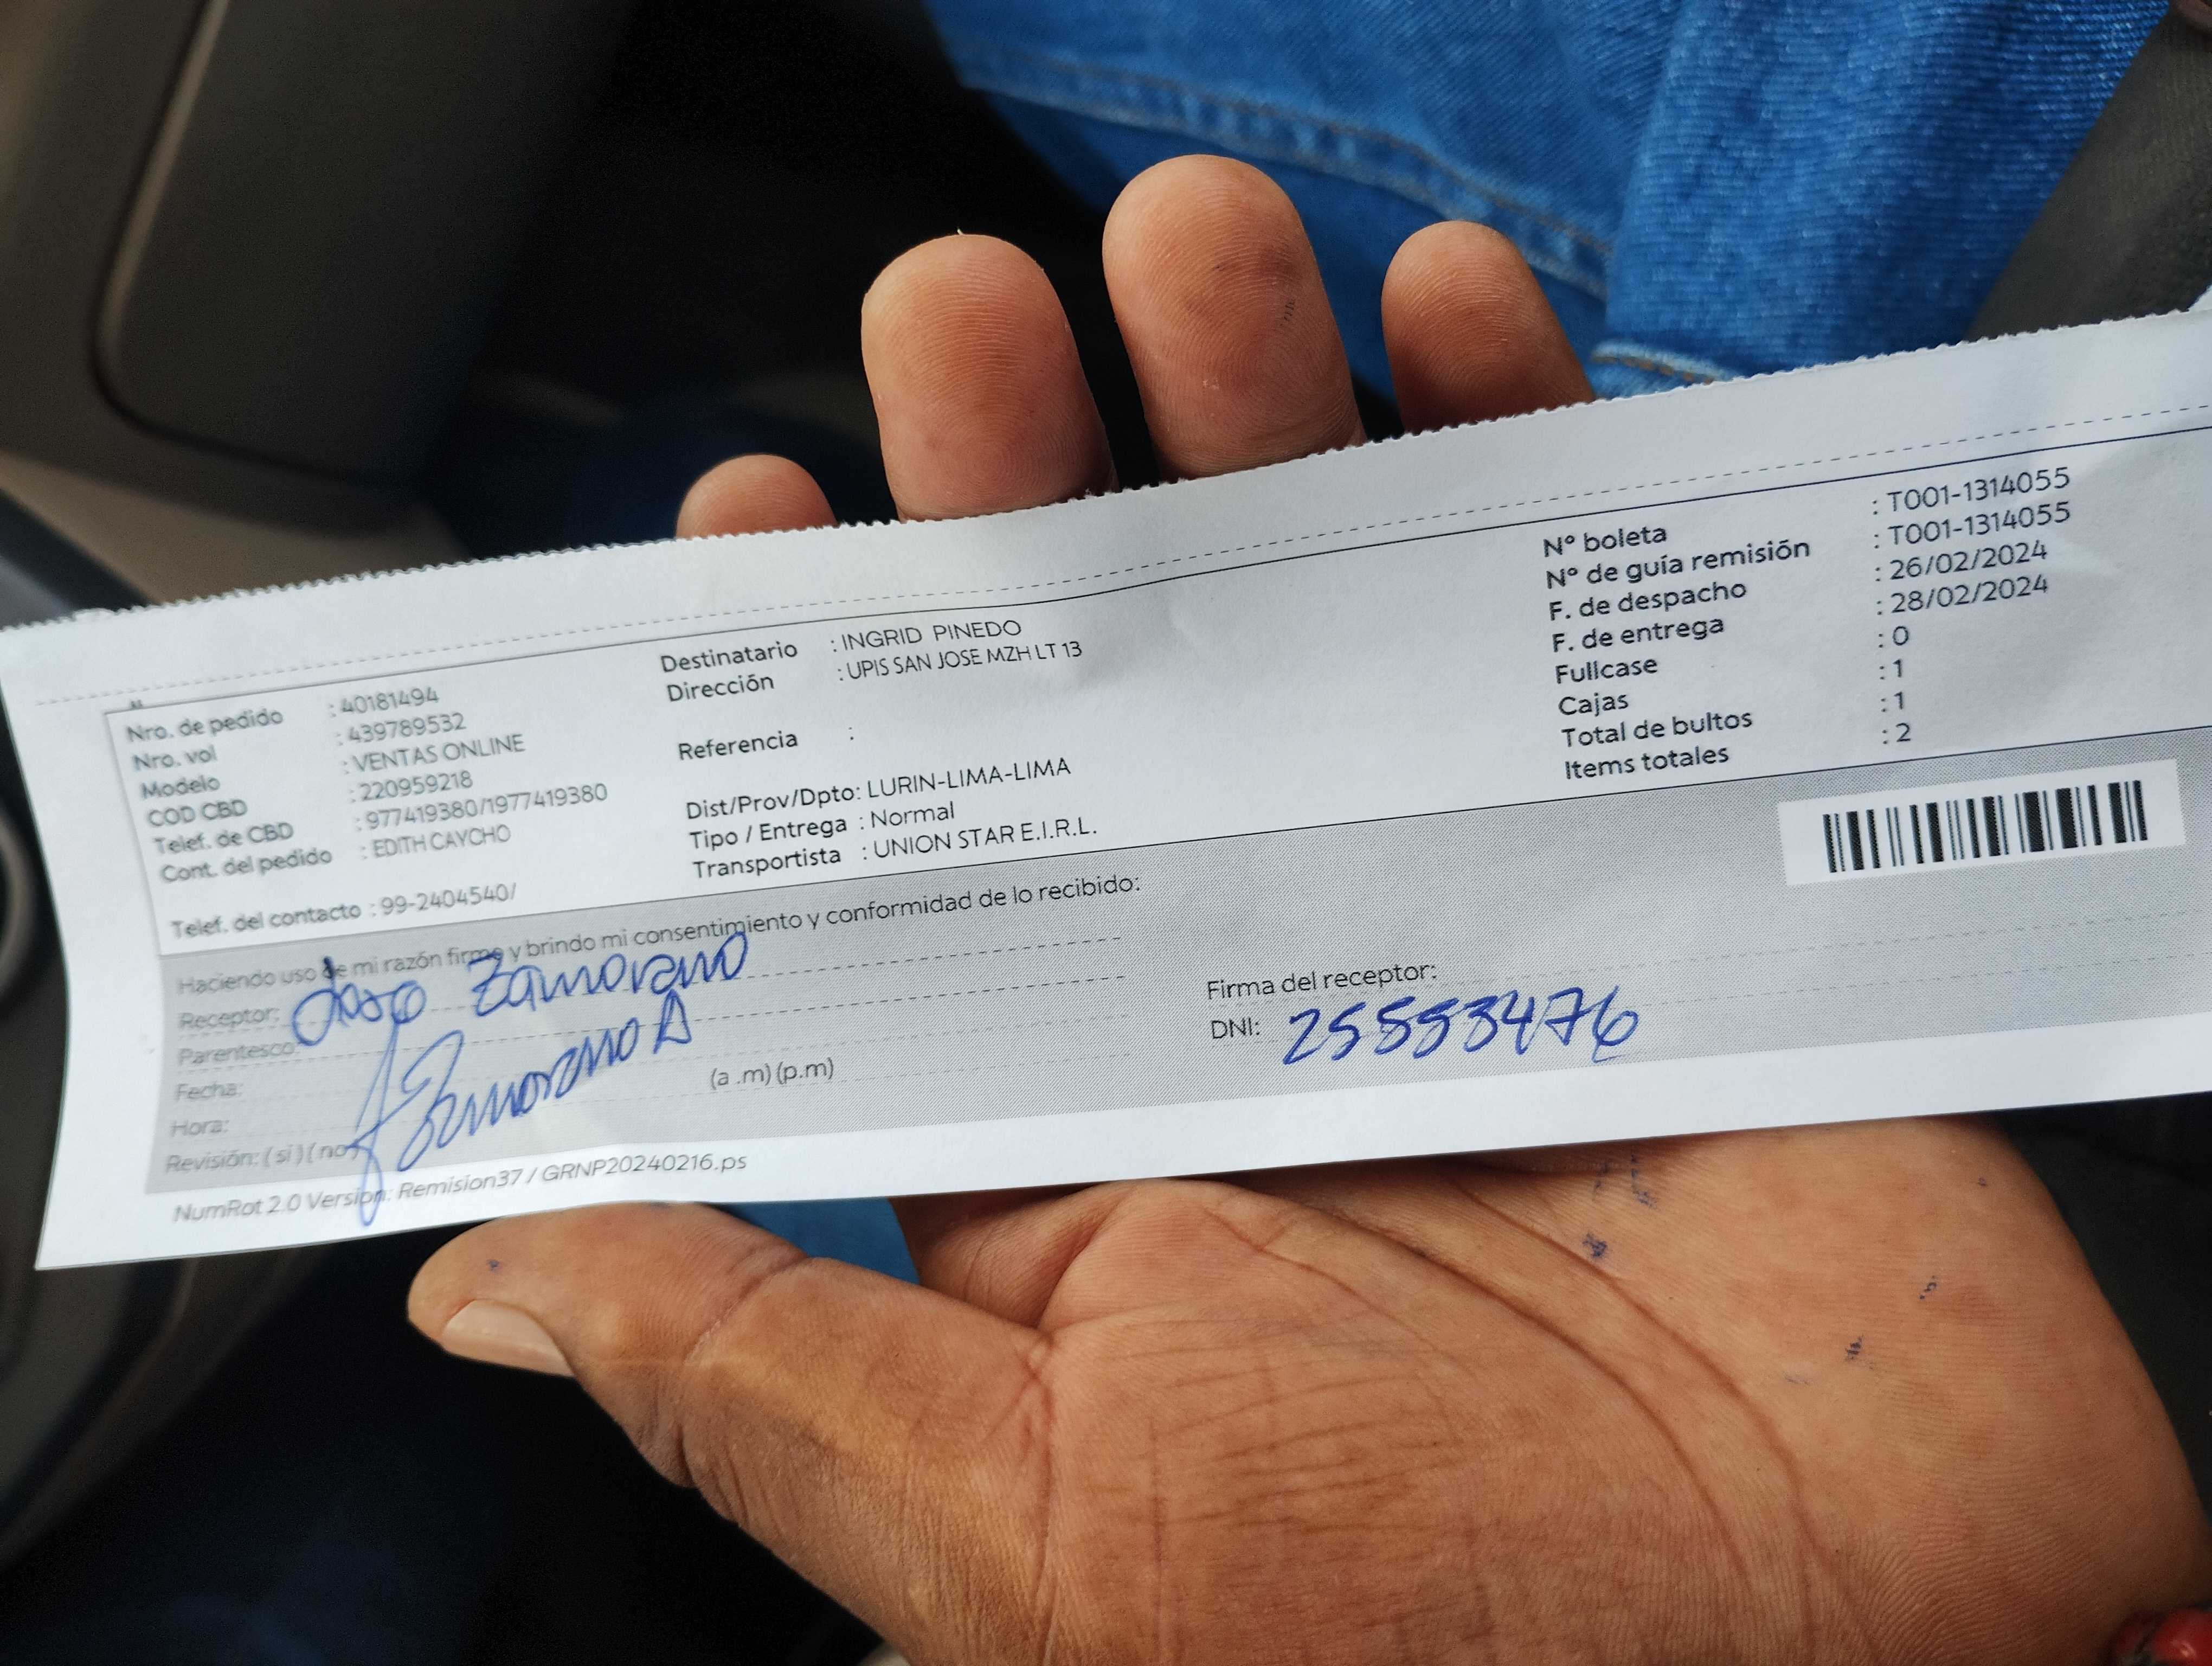 Nro. de pedido : 40181494
Nro. vol : 439789532
Modelo : VENTAS ONLINE
COD CBD : 220959218
Telef. de CBD : 977419380/1977419380
Cont. del pedido : EDITH CAYCHO
Telef. del contacto : 99-2404540/
Destinatario : INGRID PINEDO
Dirección : UPIS SAN JOSE MZH LT 13
Referencia :
Dist/Prov/Dpto: LURIN-LIMA-LIMA
Tipo / Entrega : Normal
Transportista : UNION STAR E.I.R.L.
Nº boleta : T001-1314055
Nº de guía remisión : T001-1314055
F. de despacho : 26/02/2024
F. de entrega : 28/02/2024
Fullcase : 0
Cajas : 1
Total de bultos : 1
Items totales : 2
Haciendo uso de mi razón firmo y brindo mi consentimiento y conformidad de lo recibido:
Receptor: Zamorano
Parentesco:
Fecha: Zamorano A
Hora: (a .m) (p.m)
Revisión: ( si ) ( no )
Firma del receptor:
DNI: 25553476
NumRot 2.0 Version: Remision37 / GRNP20240216.ps